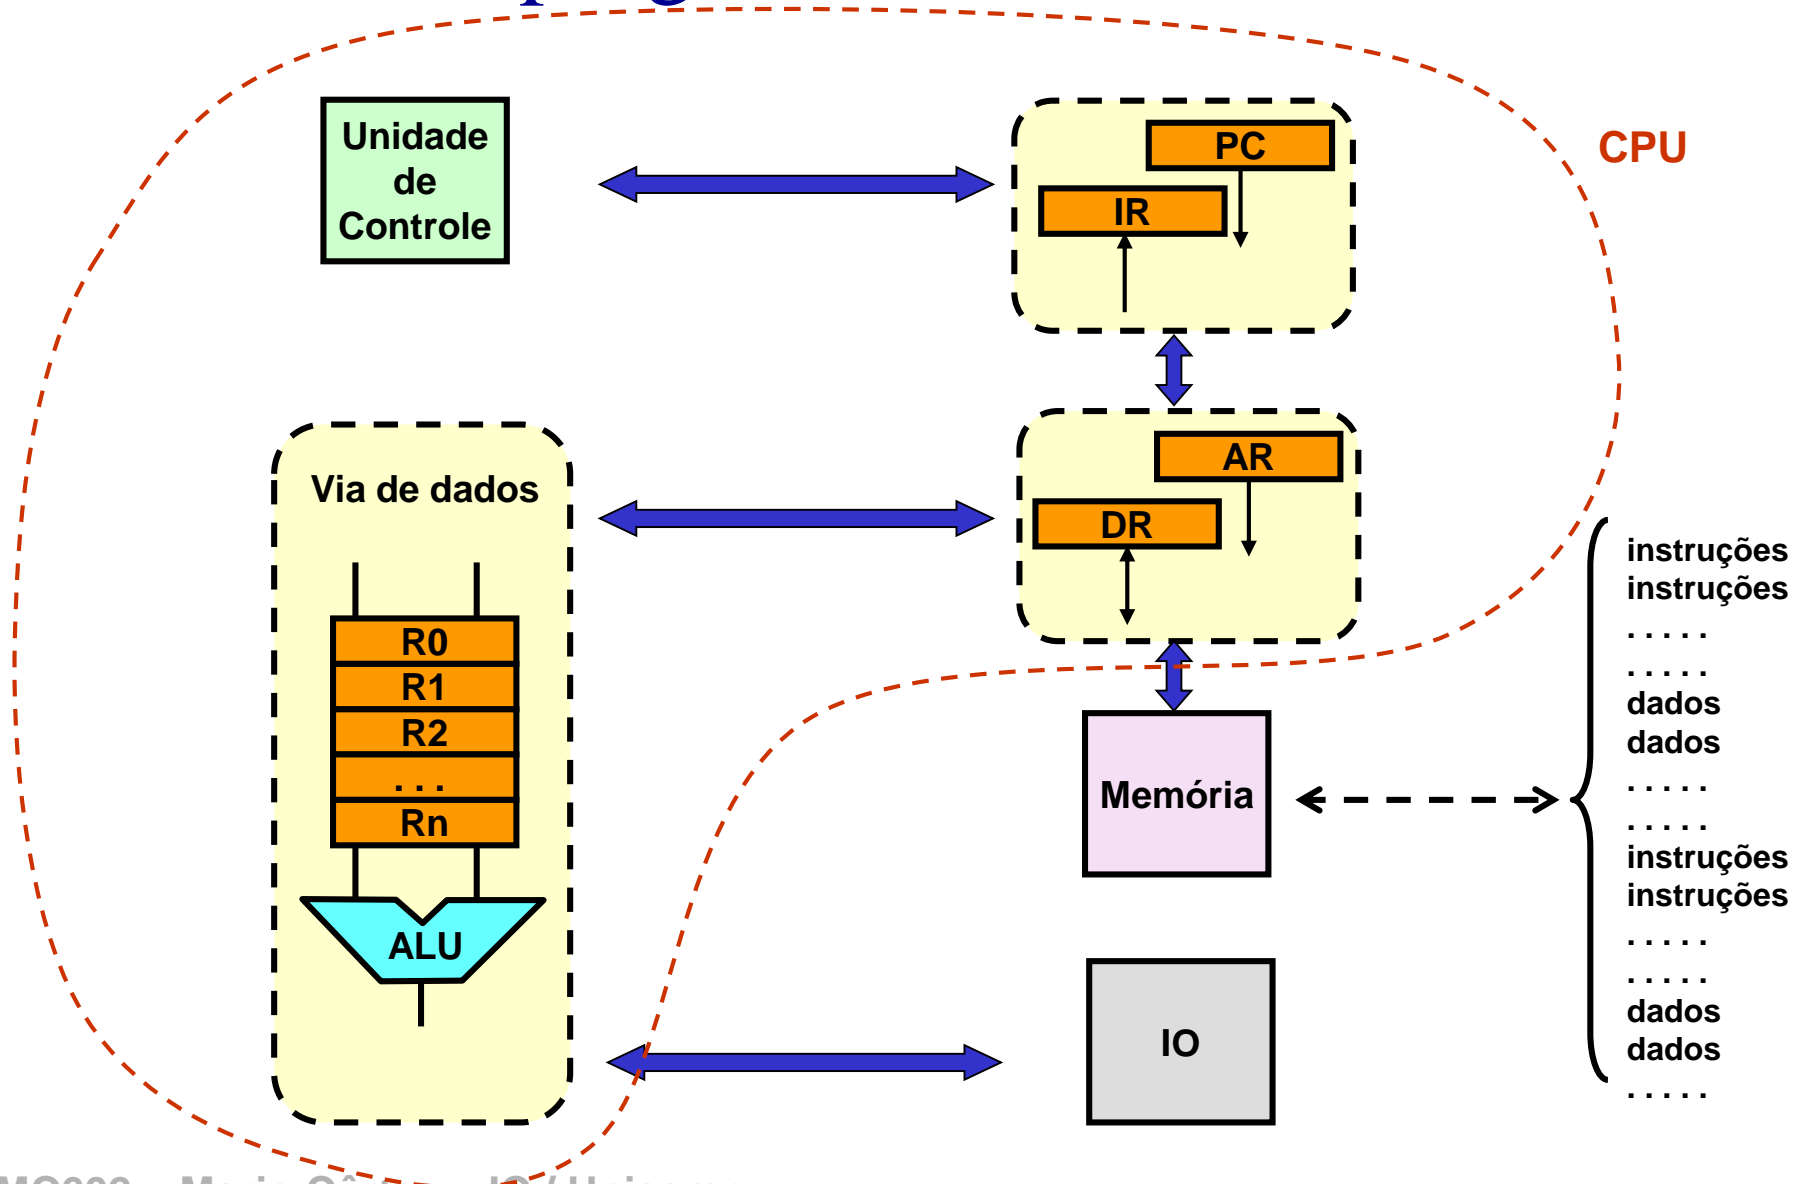 Unidade
de
Controle
PC
IR
CPU
Via de dados
AR
DR
R0
R1
R2
. . .
Rn
ALU
Memória
IO
instruções
instruções
. . . . .
. . . . .
dados
dados
. . . . .
. . . . .
instruções
instruções
. . . . .
. . . . .
dados
dados
. . . . .